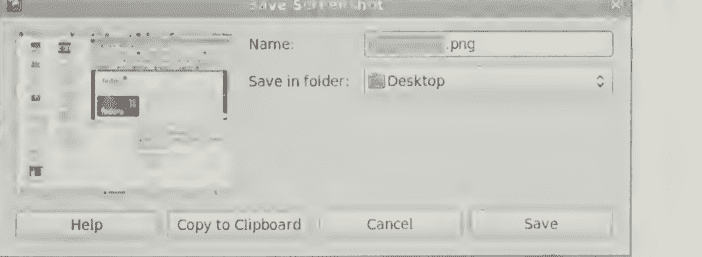 Save Screenshot
Name: .png
Save in folder: Desktop
Help Copy to Clipboard Cancel Save